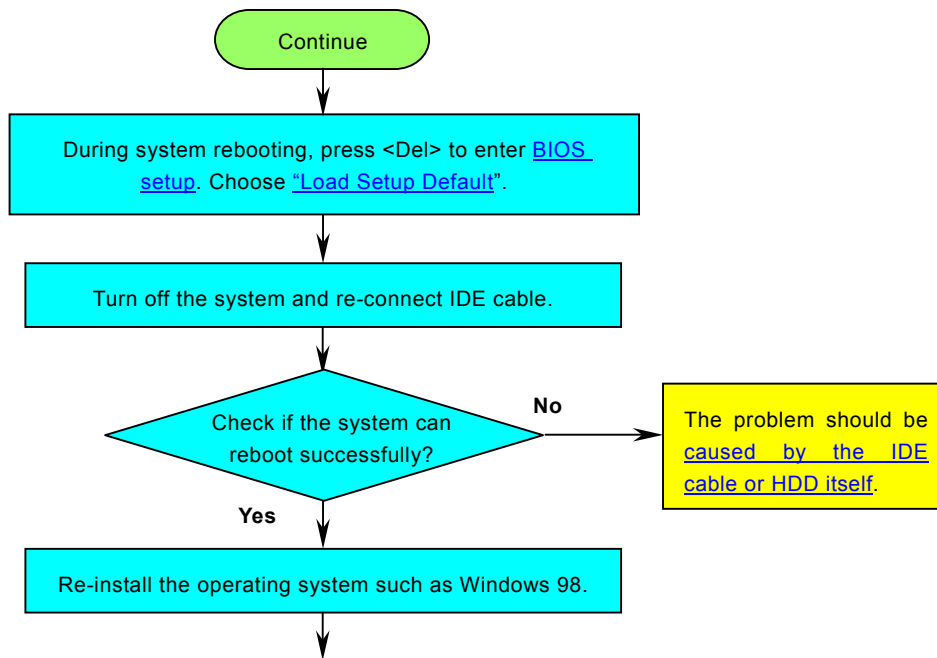 Continue
During system rebooting, press <Del> to enter BIOS
setup. Choose “Load Setup Default”.
Turn off the system and re-connect IDE cable.
Check if the system can
reboot successfully?
No
The problem should be
caused by the IDE
cable or HDD itself.
Yes
Re-install the operating system such as Windows 98.